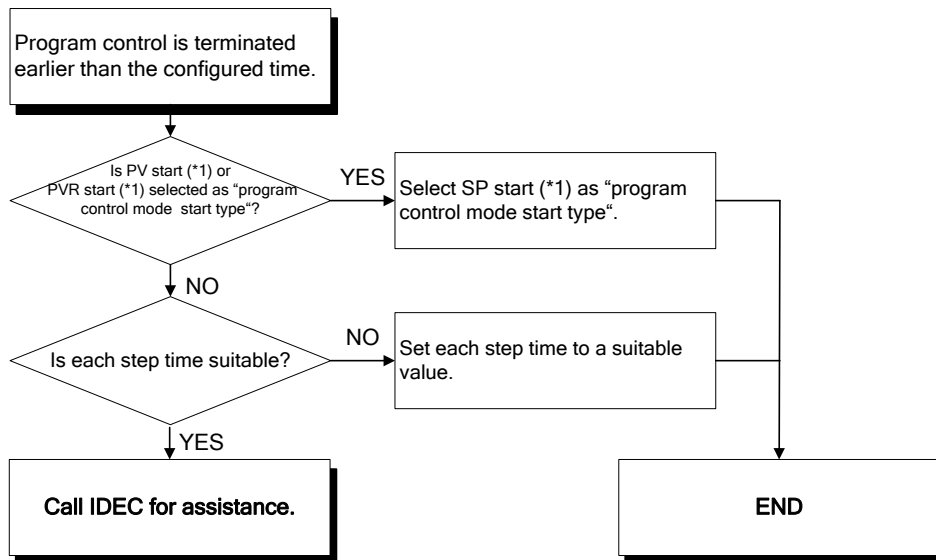 Program control is terminated
earlier than the configured time.
Is PV start (*1) or
PVR start (*1) selected as “program
control mode  start type“?
YES
Select SP start (*1) as “program
control mode start type“.
NO
Is each step time suitable?
NO
Set each step time to a suitable
value.
YES
Call IDEC for assistance.
END